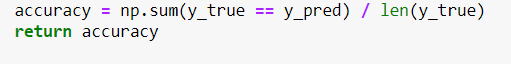 accuracy = np.sum(y_true == y_pred) / len(y_true)
return accuracy